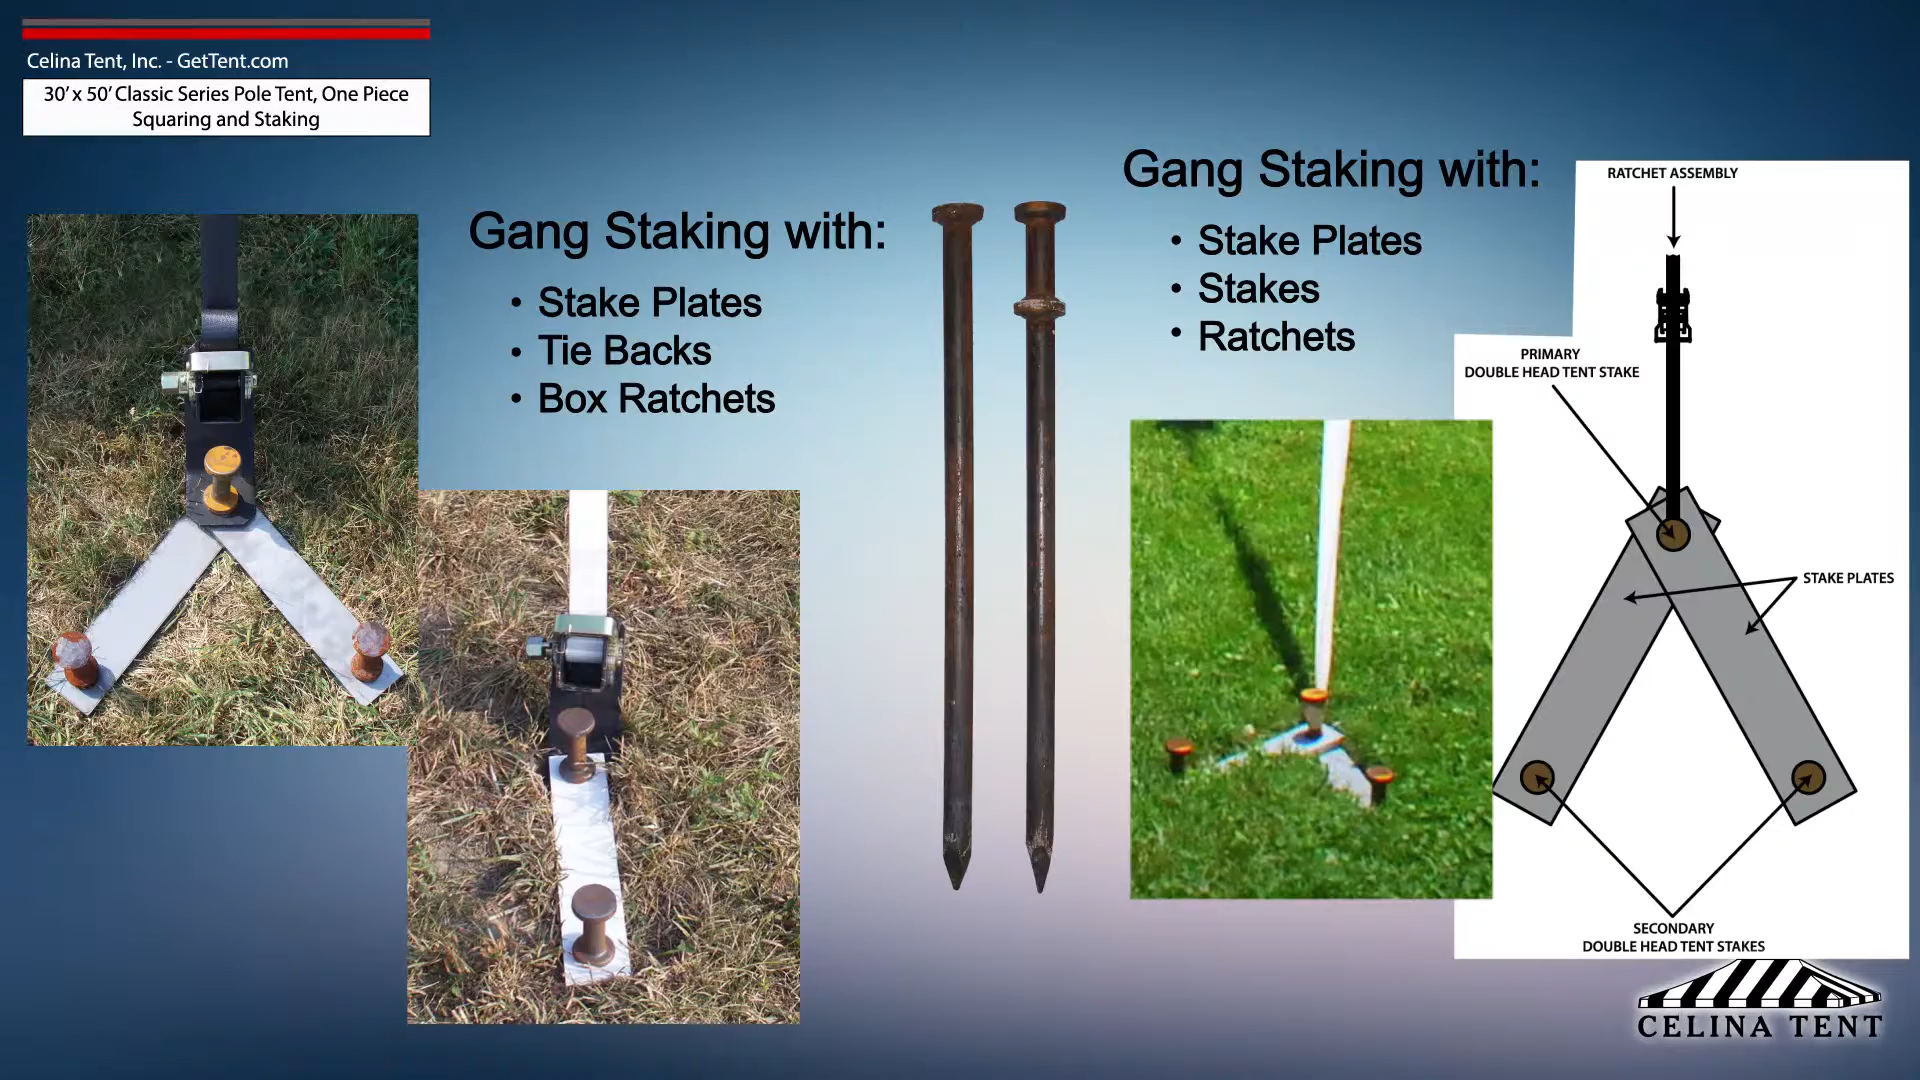 Celina Tent, Inc. - GetTent.com
30' x 50' Classic Series Pole Tent, One Piece
Squaring and Staking
Gang Staking with:
• Stake Plates
• Tie Backs
• Box Ratchets
Gang Staking with:
• Stake Plates
• Stakes
• Ratchets
RATCHET ASSEMBLY
PRIMARY
DOUBLE HEAD TENT STAKE
STAKE PLATES
SECONDARY
DOUBLE HEAD TENT STAKES
CELINA TENT